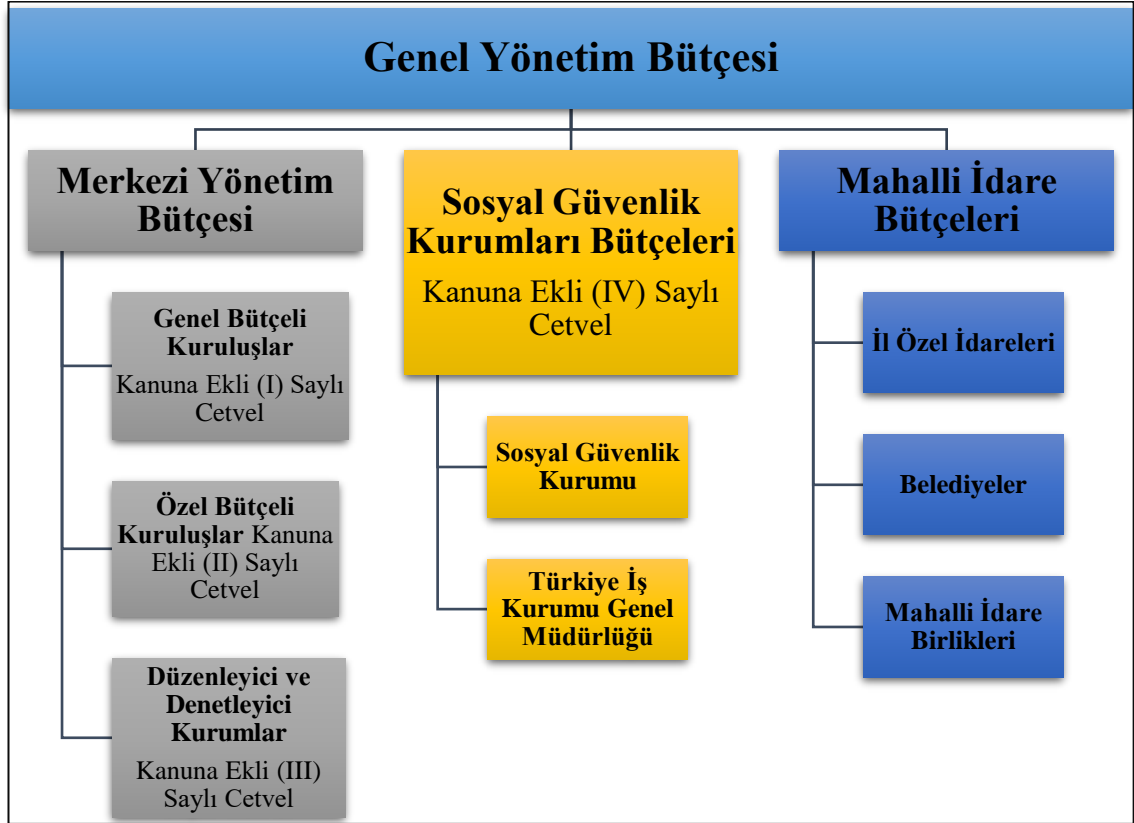 Genel Yönetim Bütçesi
Merkezi Yönetim
Bütçesi
Genel Bütçeli
Kuruluşlar
Kanuna Ekli (I) Saylı
Cetvel
Özel Bütçeli
Kuruluşlar Kanuna
Ekli (II) Saylı
Cetvel
Düzenleyici ve
Denetleyici
Kurumlar
Kanuna Ekli (III)
Saylı Cetvel
Sosyal Güvenlik
Kurumları Bütçeleri
Kanuna Ekli (IV) Saylı
Cetvel
Sosyal Güvenlik
Kurumu
Türkiye İş
Kurumu Genel
Müdürlüğü
Mahalli İdare
Bütçeleri
İl Özel İdareleri
Belediyeler
Mahalli İdare
Birlikleri